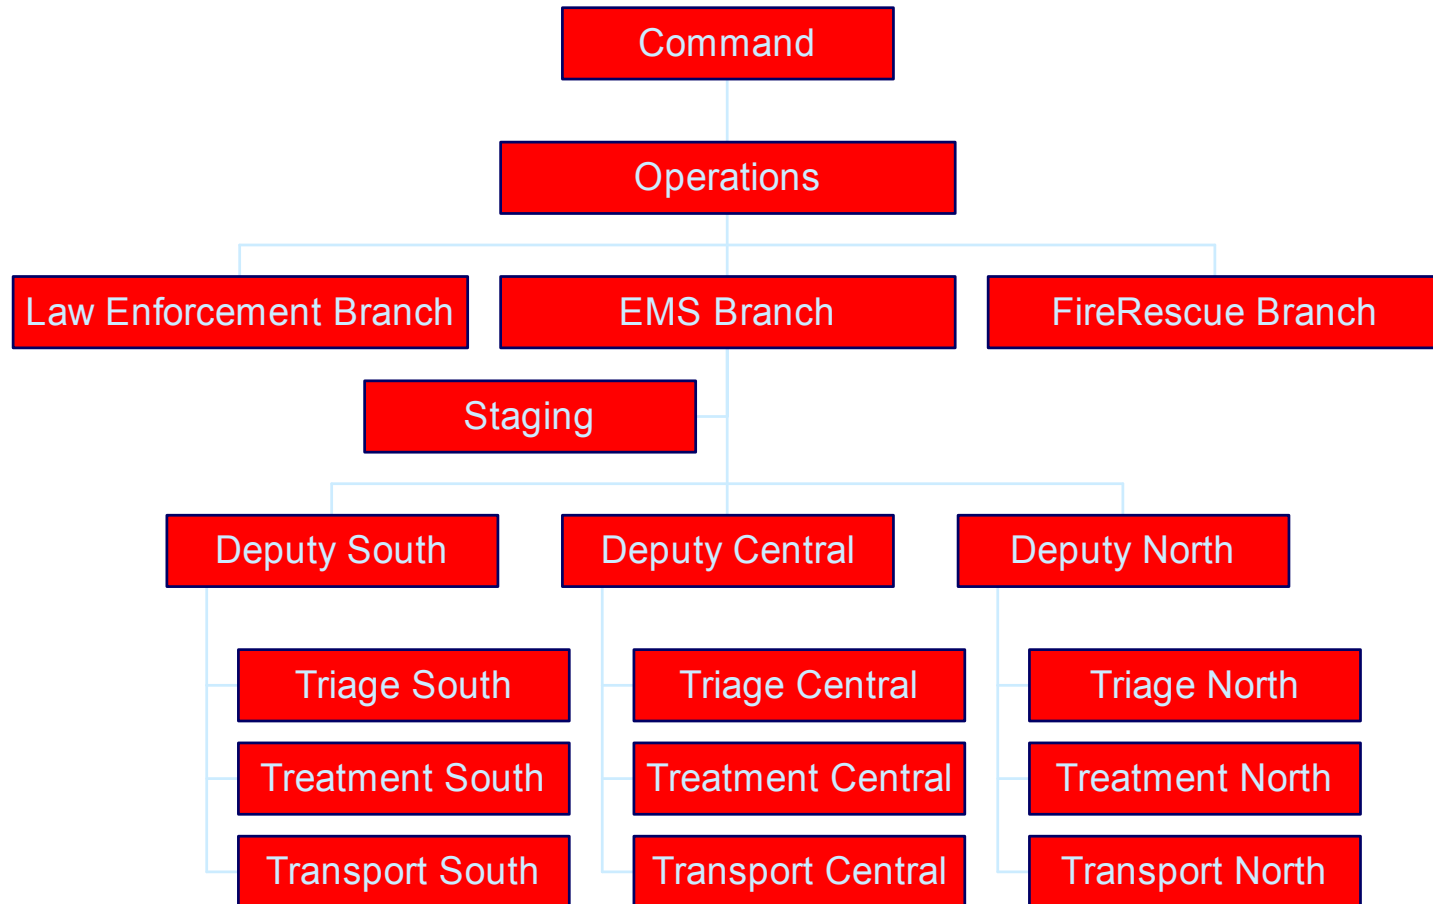 Command
Operations
Law Enforcement Branch
EMS Branch
FireRescue Branch
Staging
Deputy South
Deputy Central
Deputy North
Triage South
Triage Central
Triage North
Treatment South
Treatment Central
Treatment North
Transport South
Transport Central
Transport North